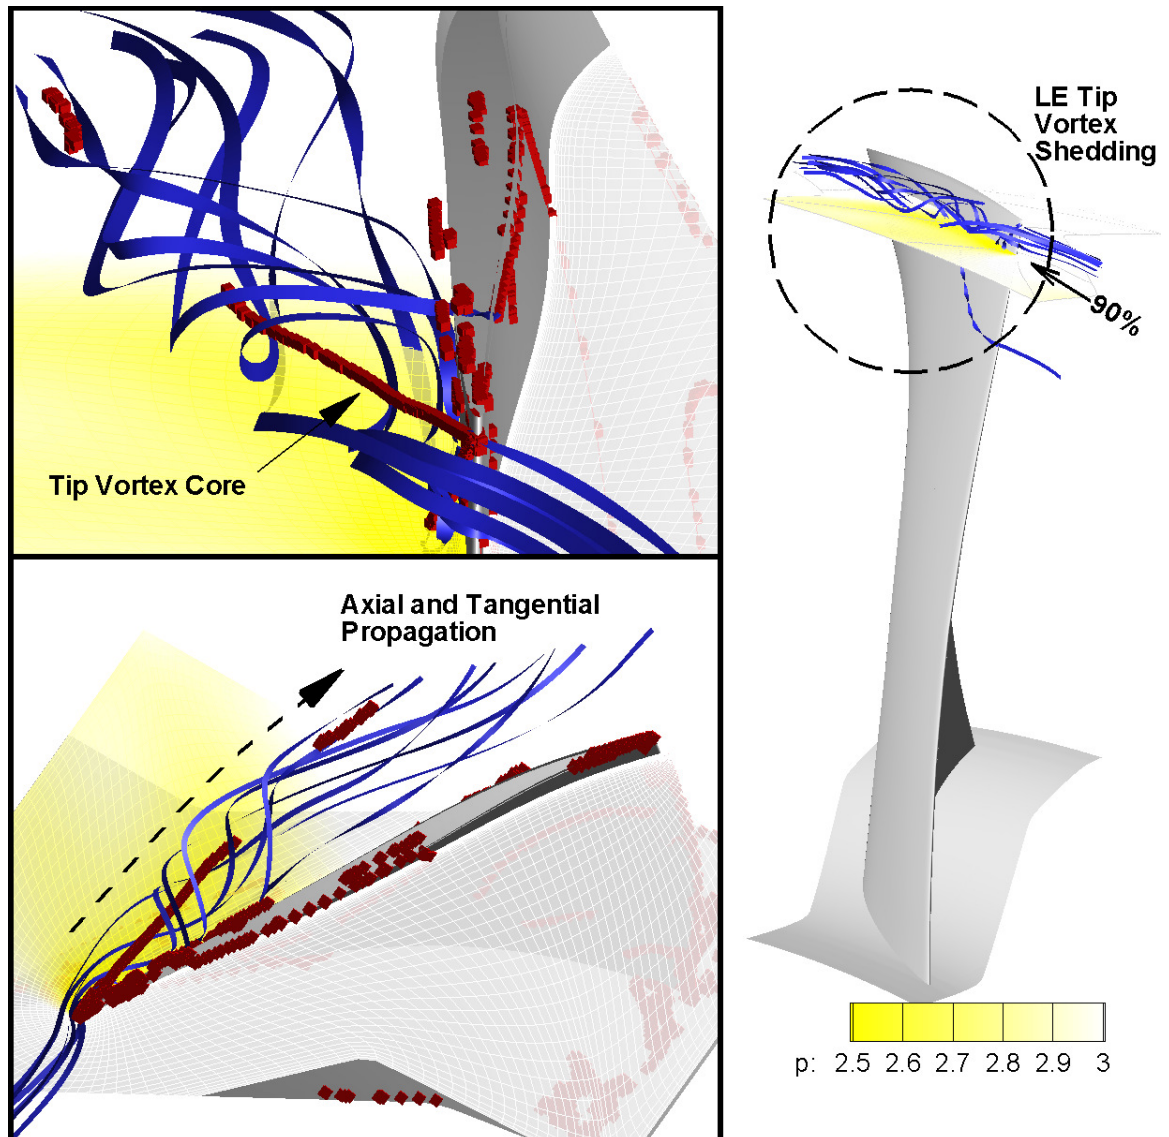 Tip Vortex Core
Axial and Tangential
Propagation
LE Tip
Vortex
Shedding
90%
p: 2.5 2.6 2.7 2.8 2.9 3